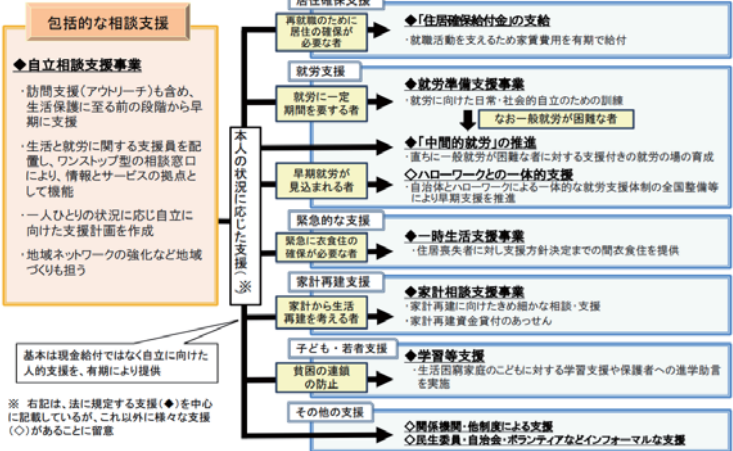 包括的な相談支援
◆自立相談支援事業
・訪問支援(アウトリーチ)も含め、
生活保護に至る前の段階から早
期に支援
・生活と就労に関する支援員を配
置し、ワンストップ型の相談窓口
により、情報とサービスの拠点と
して機能
・一人ひとりの状況に応じ自立に
向けた支援計画を作成
・地域ネットワークの強化など地域
づくりも担う
基本は現金給付ではなく自立に向けた
人的支援を、有期により提供
※ 右記は、法に規定する支援(◆)を中心
に記載しているが、これ以外に様々な支援
(◇)があることに留意
本人の状況に応じた支援(※)
居住確保支援
再就職のために
居住の確保が
必要な者
◆「住居確保給付金」の支給
・就職活動を支えるため家賃費用を有期で給付
就労支援
就労に一定
期間を要する者
◆就労準備支援事業
・就労に向けた日常・社会的自立のための訓練
なお一般就労が困難な者
◆「中間的就労」の推進
・直ちに一般就労が困難な者に対する支援付きの就労の場の育成
早期就労が
見込まれる者
◇ハローワークとの一体的支援
・自治体とハローワークによる一体的な就労支援体制の全国整備等
により早期支援を推進
緊急的な支援
緊急に衣食住の
確保が必要な者
◆一時生活支援事業
・住居喪失者に対し支援方針決定までの間衣食住を提供
家計再建支援
家計から生活
再建を考える者
◆家計相談支援事業
・家計再建に向けたきめ細かな相談・支援
・家計再建資金貸付のあっせん
子ども・若者支援
貧困の連鎖
の防止
◆学習等支援
・生活困窮家庭のこどもに対する学習支援や保護者への進学助言
を実施
その他の支援
◇関係機関・他制度による支援
◇民生委員・自治会・ボランティアなどインフォーマルな支援